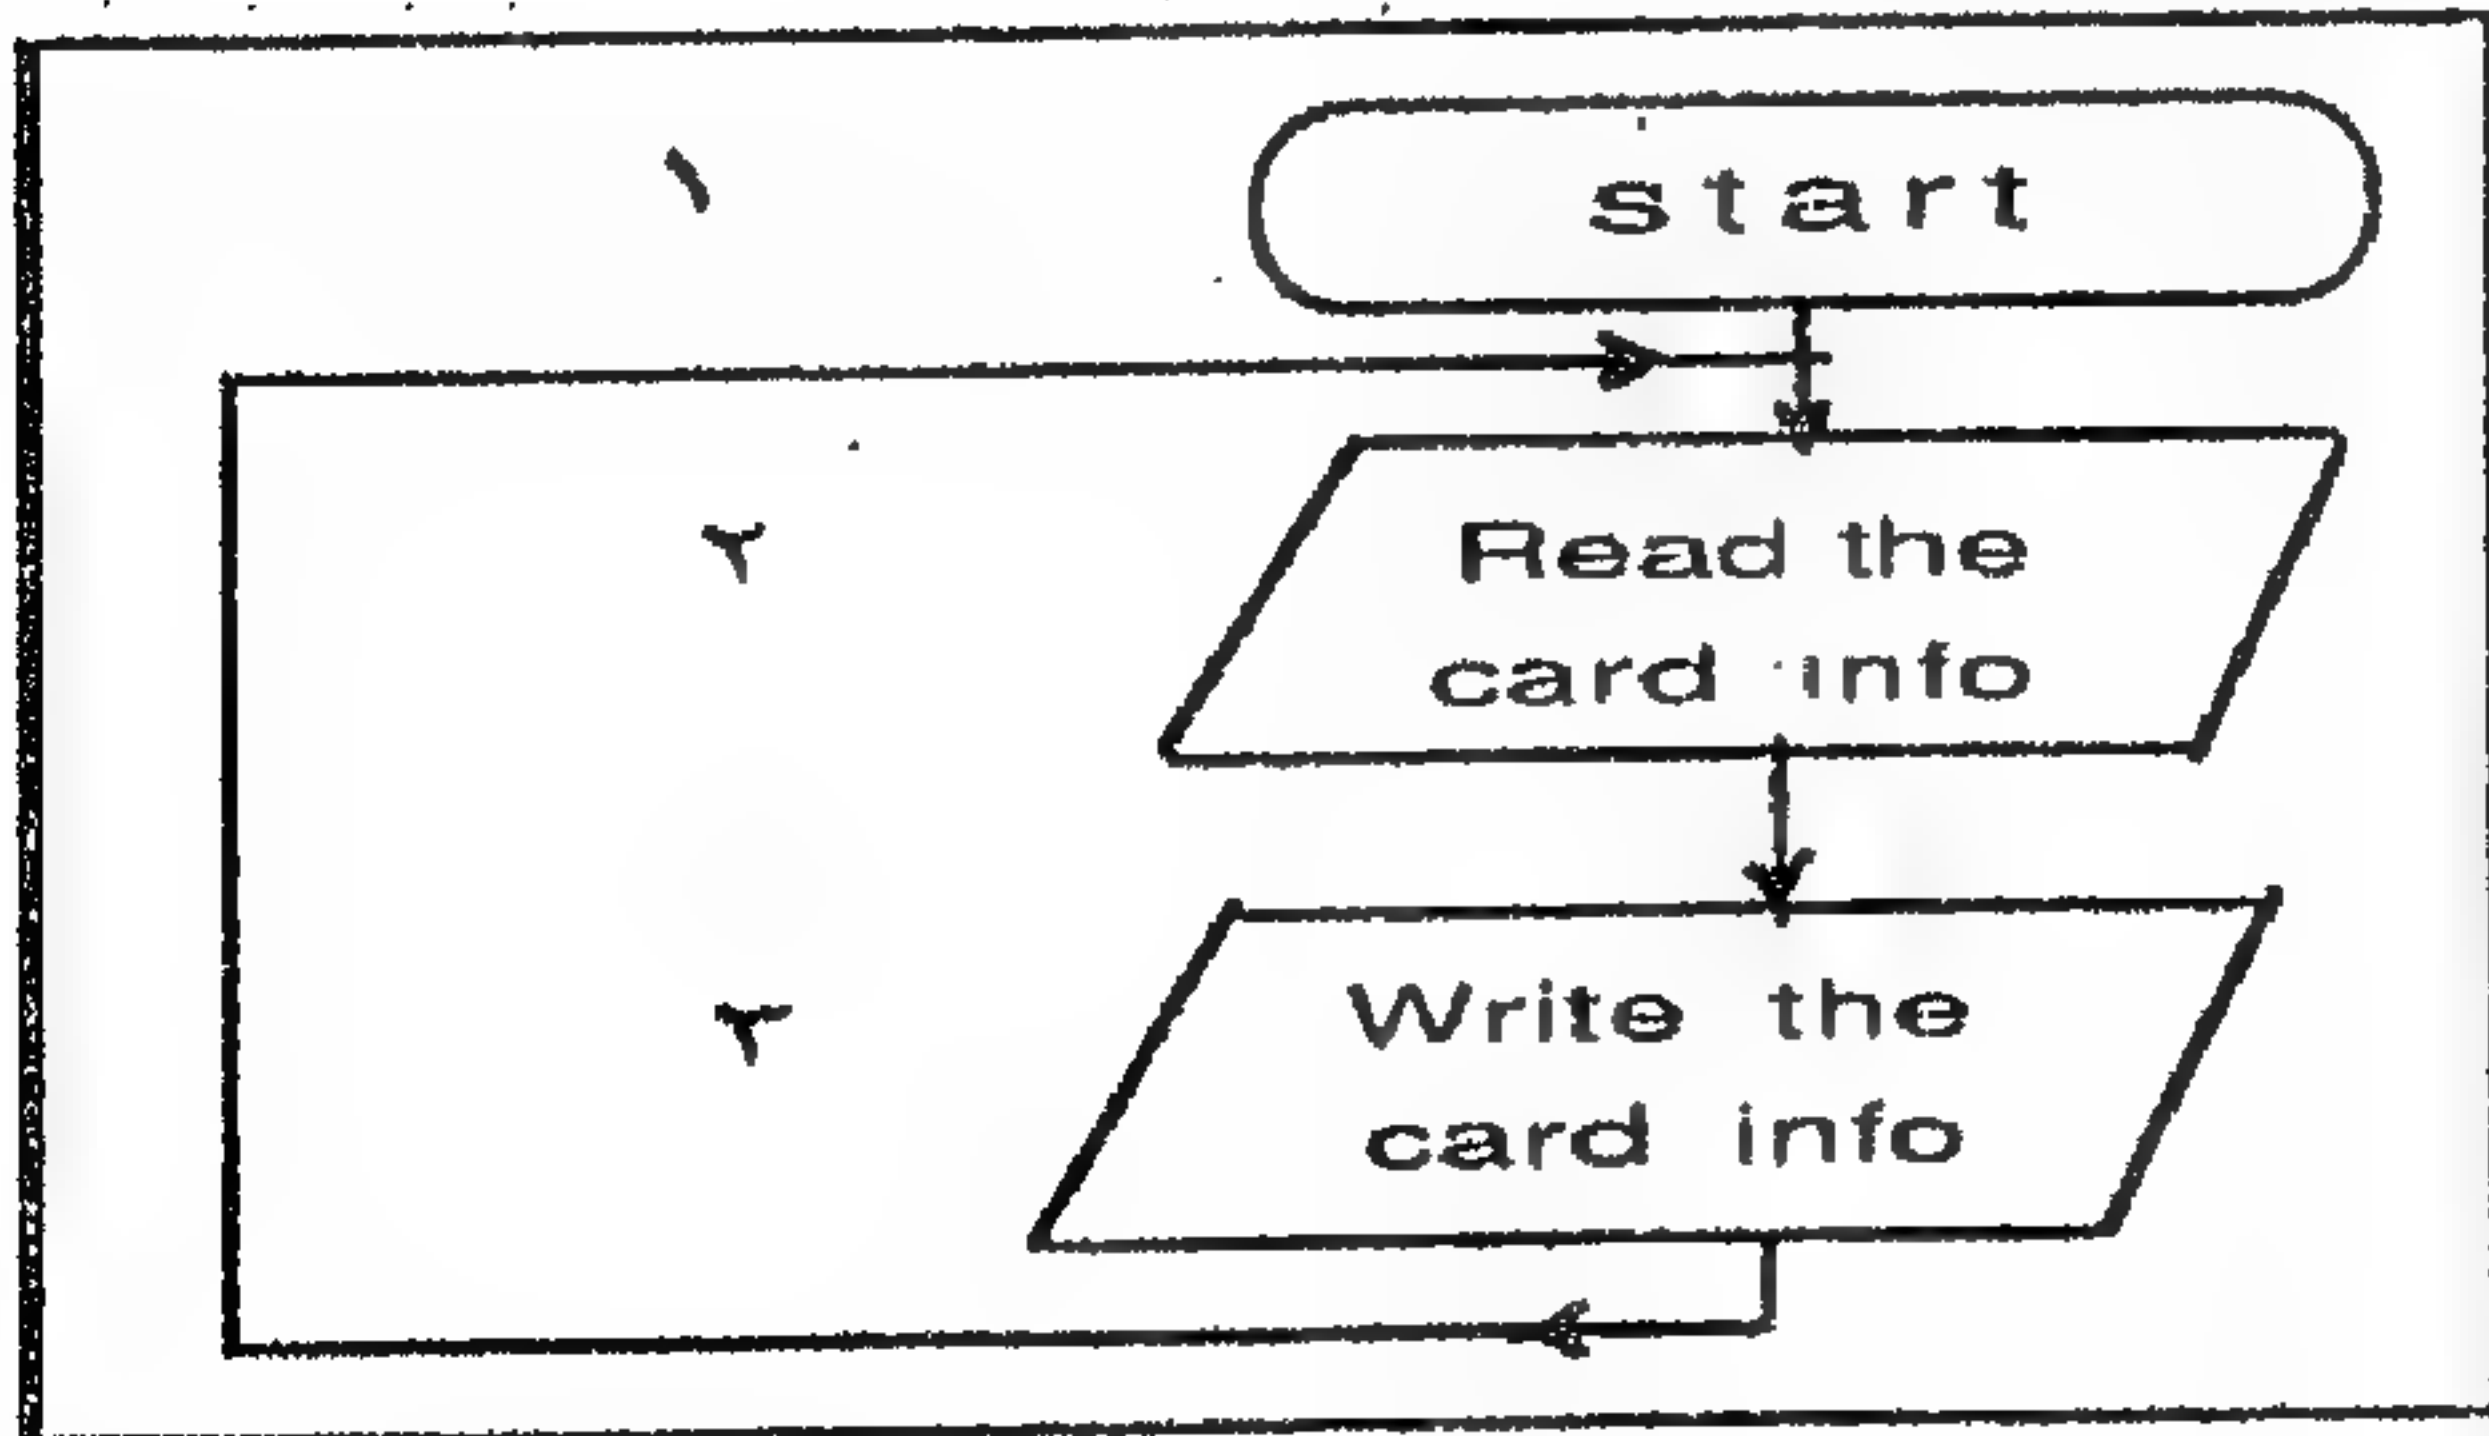 ١ start
٢ Read the
card info
٣ Write the
card info